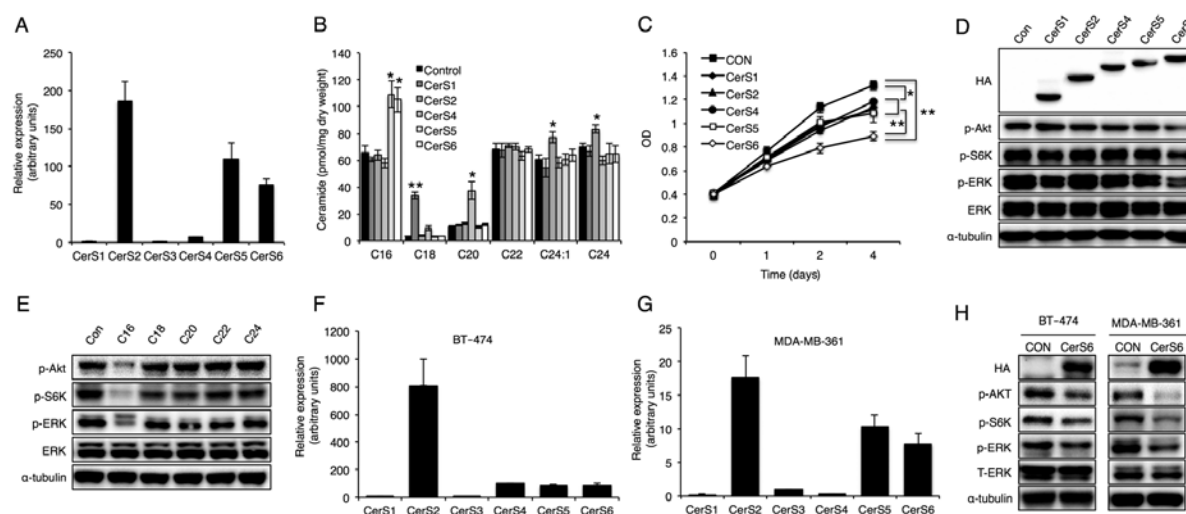 A
Relative expression
(arbitrary units)
250
200
150
100
50
0
CerS1 CerS2 CerS3 CerS4 CerS5 CerS6
B
Ceramide (pmol/mg dry weight)
140
120
100
80
60
40
20
0
Control
CerS1
CerS2
CerS4
CerS5
CerS6
* *
**
*
*
*
C16 C18 C20 C22 C24:1 C24
C
OD
1.6
1.4
1.2
1
0.8
0.6
0.4
0.2
0
CON
CerS1
CerS2
CerS4
CerS5
CerS6
*
**
**
0 1 2 4
Time (days)
D
Con CerS1 CerS2 CerS4 CerS5
HA
p-Akt
p-S6K
p-ERK
ERK
α-tubulin
E
Con C16 C18 C20 C22 C24
p-Akt
p-S6K
p-ERK
ERK
α-tubulin
F
BT-474
Relative expression
(arbitrary units)
1200
1000
800
600
400
200
0
CerS1 CerS2 CerS3 CerS4 CerS5 CerS6
G
MDA-MB-361
Relative expression
(arbitrary units)
25
20
15
10
5
0
CerS1 CerS2 CerS3 CerS4 CerS5 CerS6
H
BT-474 MDA-MB-361
CON CerS6 CON CerS6
HA
p-AKT
p-S6K
p-ERK
T-ERK
α-tubulin